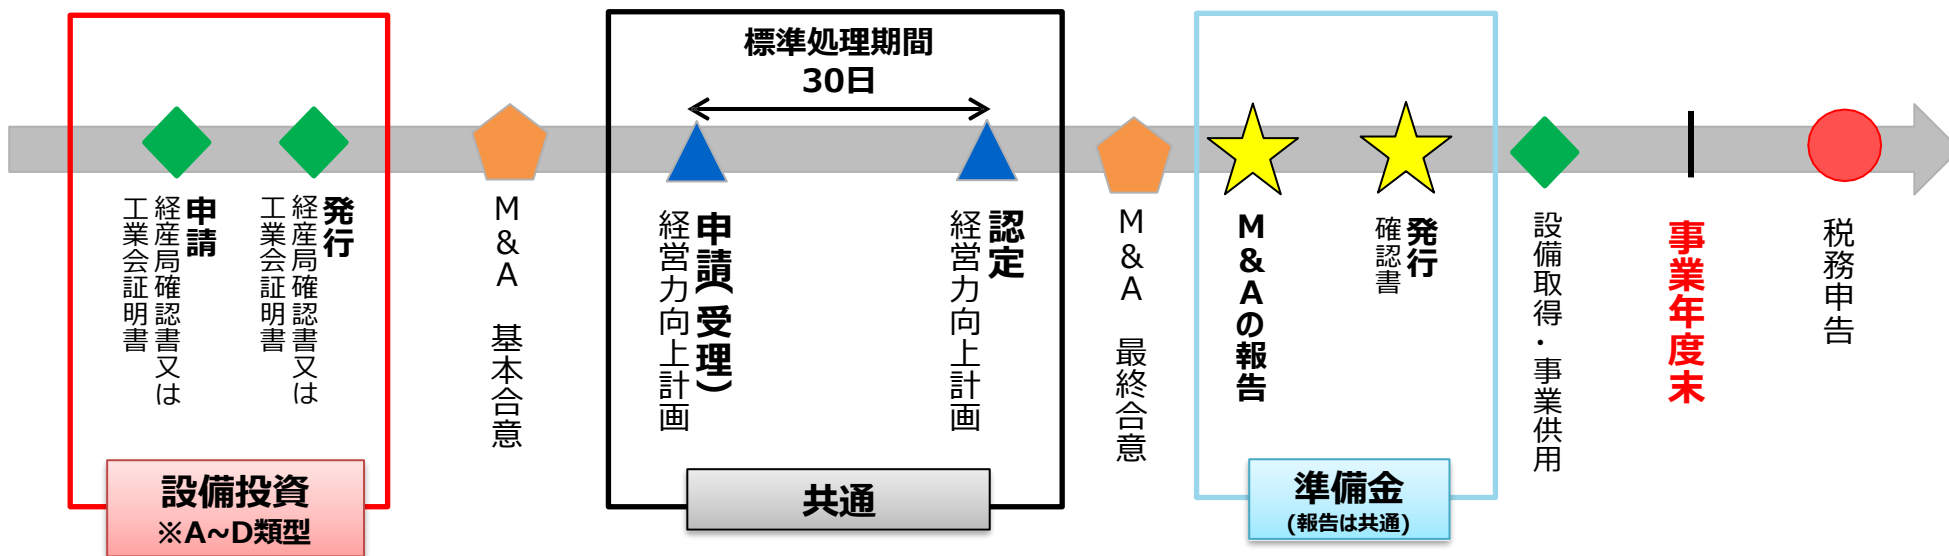 標準処理期間
30日
申請
経産局確認書又は
工業会証明書
発行
経産局確認書又は
工業会証明書
M&A 基本合意
申請(受理)
経営力向上計画
認定
経営力向上計画
M&A 最終合意
M&Aの報告
発行
確認書
設備取得・事業供用
事業年度末
税務申告
設備投資
※A~D類型
共通
準備金
(報告は共通)